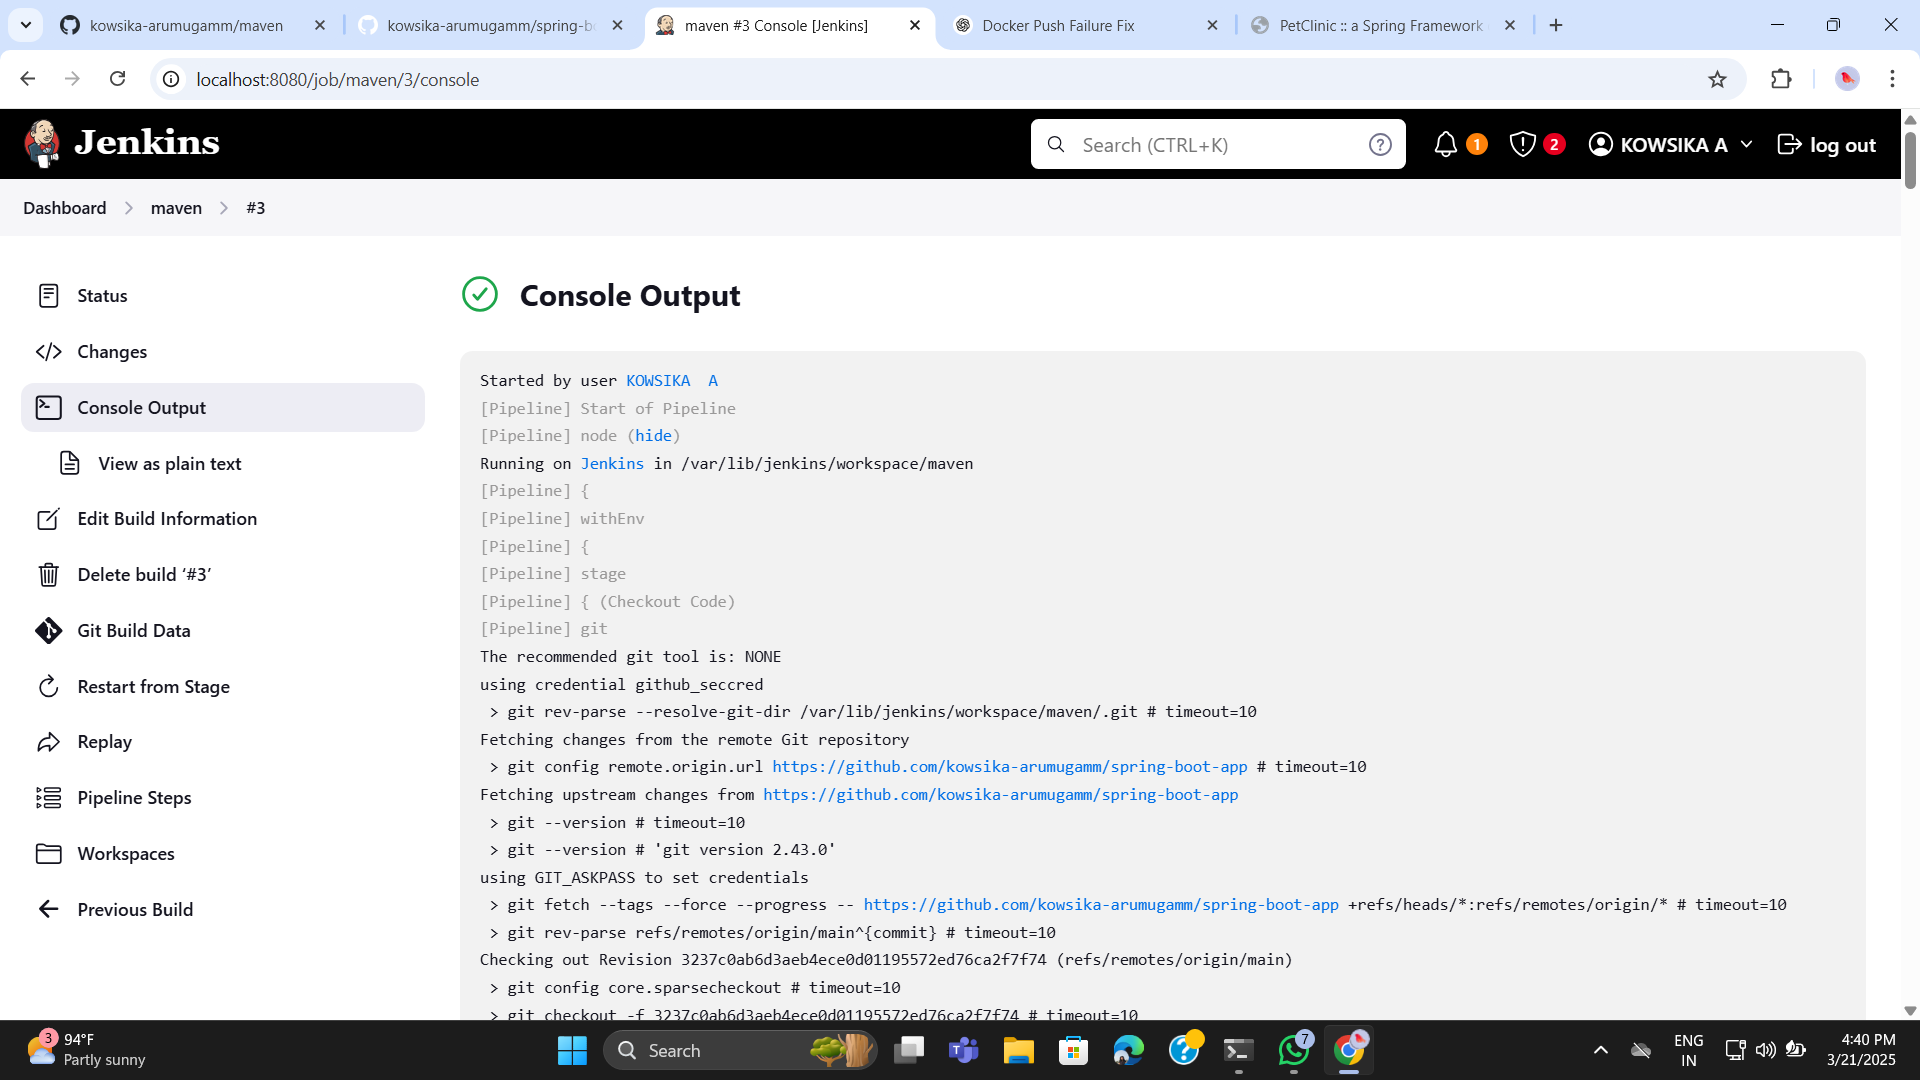 kowsika-arumugamm/maven
kowsika-arumugamm/spring-bo
maven #3 Console [Jenkins]
Docker Push Failure Fix
PetClinic :: a Spring Framework
localhost:8080/job/maven/3/console
Jenkins
Search (CTRL+K)
1
2
KOWSIKA A
log out
Dashboard
maven
#3
Status
Changes
Console Output
View as plain text
Edit Build Information
Delete build ‘#3’
Git Build Data
Restart from Stage
Replay
Pipeline Steps
Workspaces
Previous Build
Console Output
Started by user KOWSIKA  A
[Pipeline] Start of Pipeline
[Pipeline] node (hide)
Running on Jenkins in /var/lib/jenkins/workspace/maven
[Pipeline] {
[Pipeline] withEnv
[Pipeline] {
[Pipeline] stage
[Pipeline] { (Checkout Code)
[Pipeline] git
The recommended git tool is: NONE
using credential github_seccred
> git rev-parse --resolve-git-dir /var/lib/jenkins/workspace/maven/.git # timeout=10
Fetching changes from the remote Git repository
> git config remote.origin.url https://github.com/kowsika-arumugamm/spring-boot-app # timeout=10
Fetching upstream changes from https://github.com/kowsika-arumugamm/spring-boot-app
> git --version # timeout=10
> git --version # 'git version 2.43.0'
using GIT_ASKPASS to set credentials
> git fetch --tags --force --progress -- https://github.com/kowsika-arumugamm/spring-boot-app +refs/heads/*:refs/remotes/origin/* # timeout=10
> git rev-parse refs/remotes/origin/main^{commit} # timeout=10
Checking out Revision 3237c0ab6d3aeb4ece0d01195572ed76ca2f7f74 (refs/remotes/origin/main)
> git config core.sparsecheckout # timeout=10
> git checkout -f 3237c0ab6d3aeb4ece0d01195572ed76ca2f7f74 # timeout=10
3
94°F
Partly sunny
Search
7
ENG
IN
4:40 PM
3/21/2025